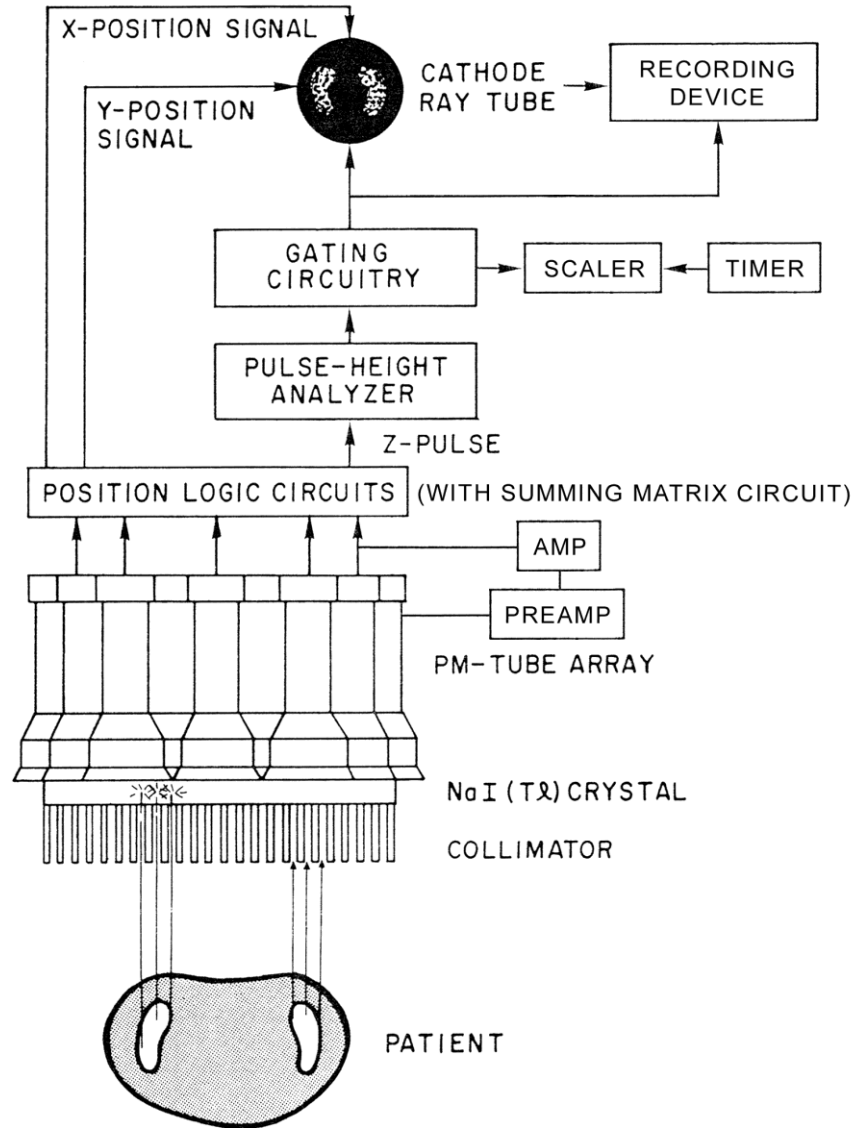 X-POSITION SIGNAL
Y-POSITION
SIGNAL
CATHODE
RAY TUBE
RECORDING
DEVICE
GATING
CIRCUITRY
SCALER
TIMER
PULSE-HEIGHT
ANALYZER
Z-PULSE
POSITION LOGIC CIRCUITS
(WITH SUMMING MATRIX CIRCUIT)
AMP
PREAMP
PM-TUBE ARRAY
NaI(Tℓ)CRYSTAL
COLLIMATOR
PATIENT